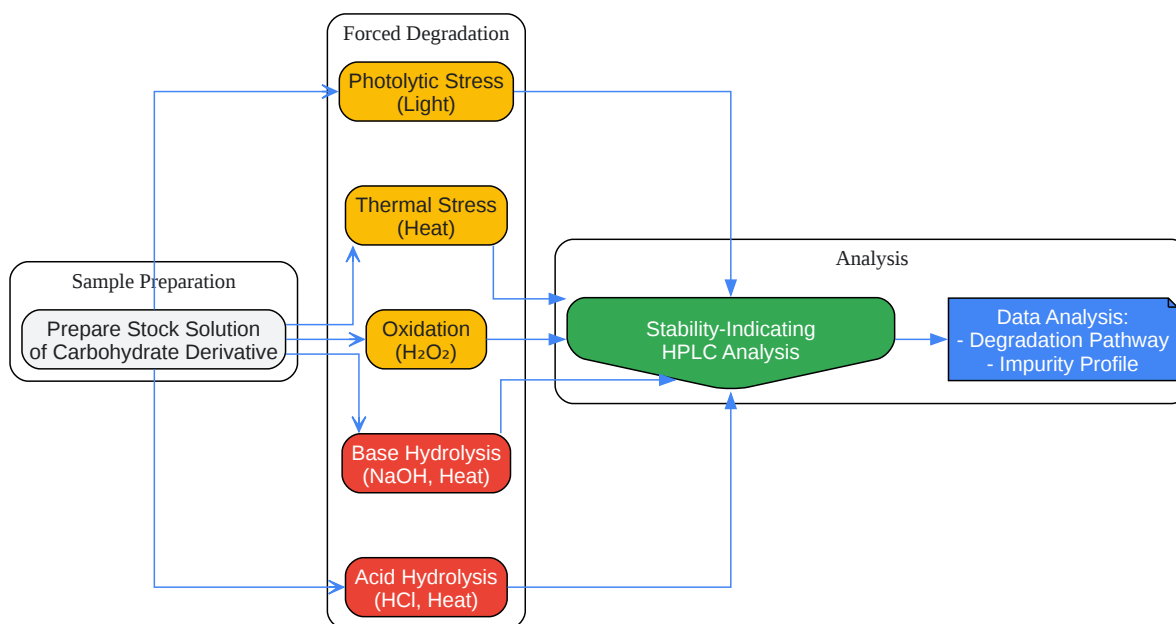 Forced Degradation
Photolytic Stress
(Light)
Thermal Stress
(Heat)
Analysis
Sample Preparation
Prepare Stock Solution
of Carbohydrate Derivative
Oxidation
(H₂O₂)
Stability-Indicating
HPLC Analysis
Data Analysis:
- Degradation Pathway
- Impurity Profile
Base Hydrolysis
(NaOH, Heat)
Acid Hydrolysis
(HCl, Heat)